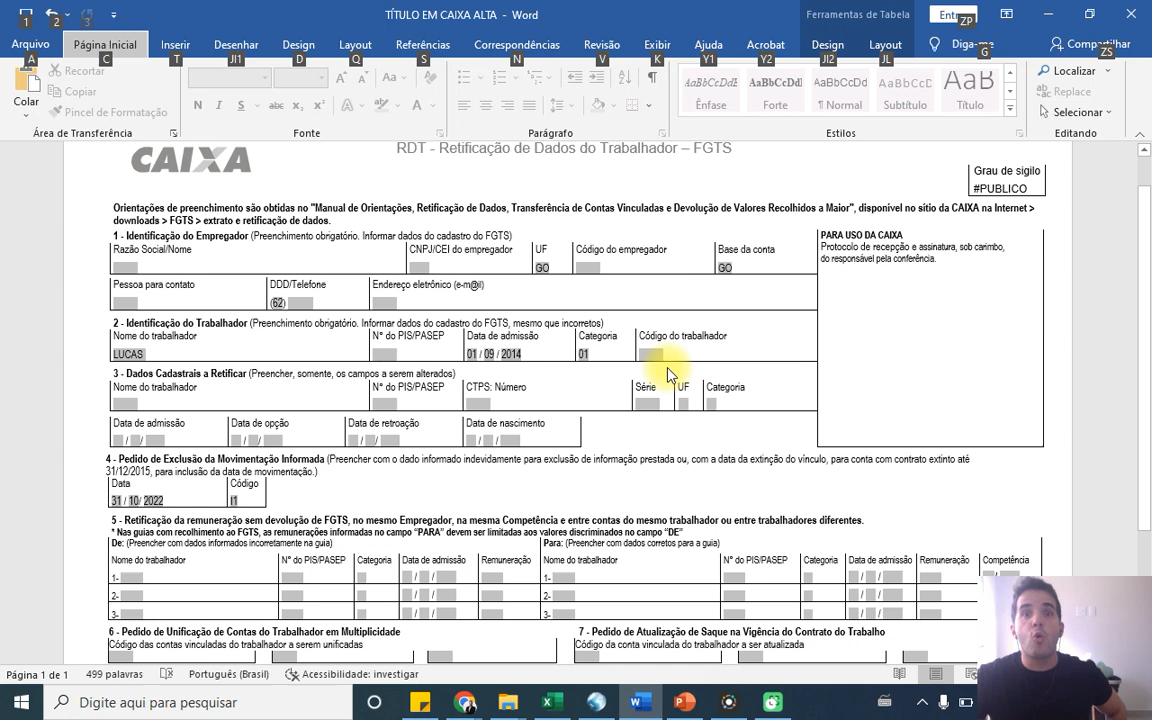 1
2
3
TÍTULO EM CAIXA ALTA - Word
Ferramentas de Tabela
Entr
ZP
Arquivo
Página Inicial
Inserir
Desenhar
Design
Layout
Referências
Correspondências
Revisão
Exibir
Ajuda
Acrobat
Design
Layout
Diga-me
Compartilhar
A
C
T
JI1
D
S
N
V
K
Y1
Y2
JI2
JL
G
ZS
Colar
Recortar
Copiar
Pincel de Formatação
Área de Transferência
Aa
N
I
S
abc
x₂
x²
A
Fonte
Parágrafo
AaBbCcDd
AaBbCcDd
AaBbCcDd
AaBbCcDd
AaB
Ênfase
Forte
¶ Normal
Subtítulo
Título
Estilos
Localizar
Replace
Selecionar
Editando
CAIXA
RDT - Retificação de Dados do Trabalhador – FGTS
Grau de sigilo
#PUBLICO
Orientações de preenchimento são obtidas no "Manual de Orientações, Retificação de Dados, Transferência de Contas Vinculadas e Devolução de Valores Recolhidos a Maior", disponível no sítio da CAIXA na Internet >
downloads > FGTS > extrato e retificação de dados.
1 - Identificação do Empregador (Preenchimento obrigatório. Informar dados do cadastro do FGTS)
Razão Social/Nome
CNPJ/CEI do empregador
UF
Código do empregador
Base da conta
GO
GO
PARA USO DA CAIXA
Protocolo de recepção e assinatura, sob carimbo,
do responsável pela conferência.
Pessoa para contato
DDD/Telefone
Endereço eletrônico (e-m@il)
(62)
2 - Identificação do Trabalhador (Preenchimento obrigatório. Informar dados do cadastro do FGTS, mesmo que incorretos)
Nome do trabalhador
N° do PIS/PASEP
Data de admissão
Categoria
Código do trabalhador
LUCAS
01 / 09 / 2014
01
3 - Dados Cadastrais a Retificar (Preencher, somente, os campos a serem alterados)
Nome do trabalhador
N° do PIS/PASEP
CTPS: Número
Série
UF
Categoria
Data de admissão
Data de opção
Data de retroação
Data de nascimento
/ /
/ /
/ /
/ /
4 - Pedido de Exclusão da Movimentação Informada (Preencher com o dado informado indevidamente para exclusão de informação prestada ou, com a data da extinção do vínculo, para conta com contrato extinto até
31/12/2015, para inclusão da data de movimentação.)
Data
Código
31 / 10 / 2022
I1
5 - Retificação da remuneração sem devolução de FGTS, no mesmo Empregador, na mesma Competência e entre contas do mesmo trabalhador ou entre trabalhadores diferentes.
* Nas guias com recolhimento ao FGTS, as remunerações informadas no campo "PARA" devem ser limitadas aos valores discriminados no campo "DE"
De: (Preencher com dados informados incorretamente na guia)
Para: (Preencher com dados corretos para a guia)
Nome do trabalhador
N° do PIS/PASEP
Categoria
Data de admissão
Remuneração
Nome do trabalhador
N° do PIS/PASEP
Categoria
Data de admissão
Remuneração
Competência
1-
/ /
1-
/ /
/
2-
/ /
2-
/ /
3-
/ /
3-
/ /
6 - Pedido de Unificação de Contas do Trabalhador em Multiplicidade
7 - Pedido de Atualização de Saque na Vigência do Contrato do Trabalho
Código das contas vinculadas do trabalhador a serem unificadas
Código da conta vinculada do trabalhador a ser atualizada
Página 1 de 1
499 palavras
Português (Brasil)
Acessibilidade: investigar
Digite aqui para pesquisar